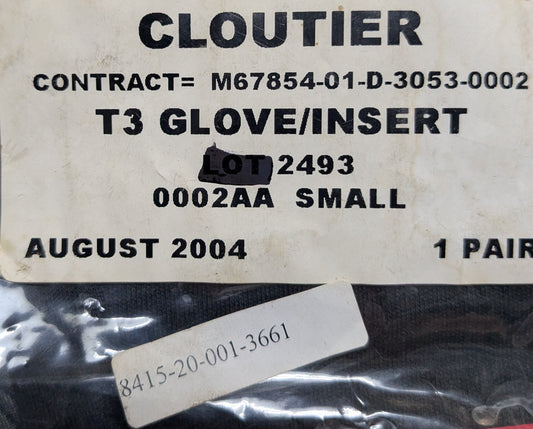 CLOUTIER
CONTRACT= M67854-01-D-3053-0002
T3 GLOVE/INSERT
LOT 2493
0002AA SMALL
AUGUST 2004 1 PAIR
8415-20-001-3661